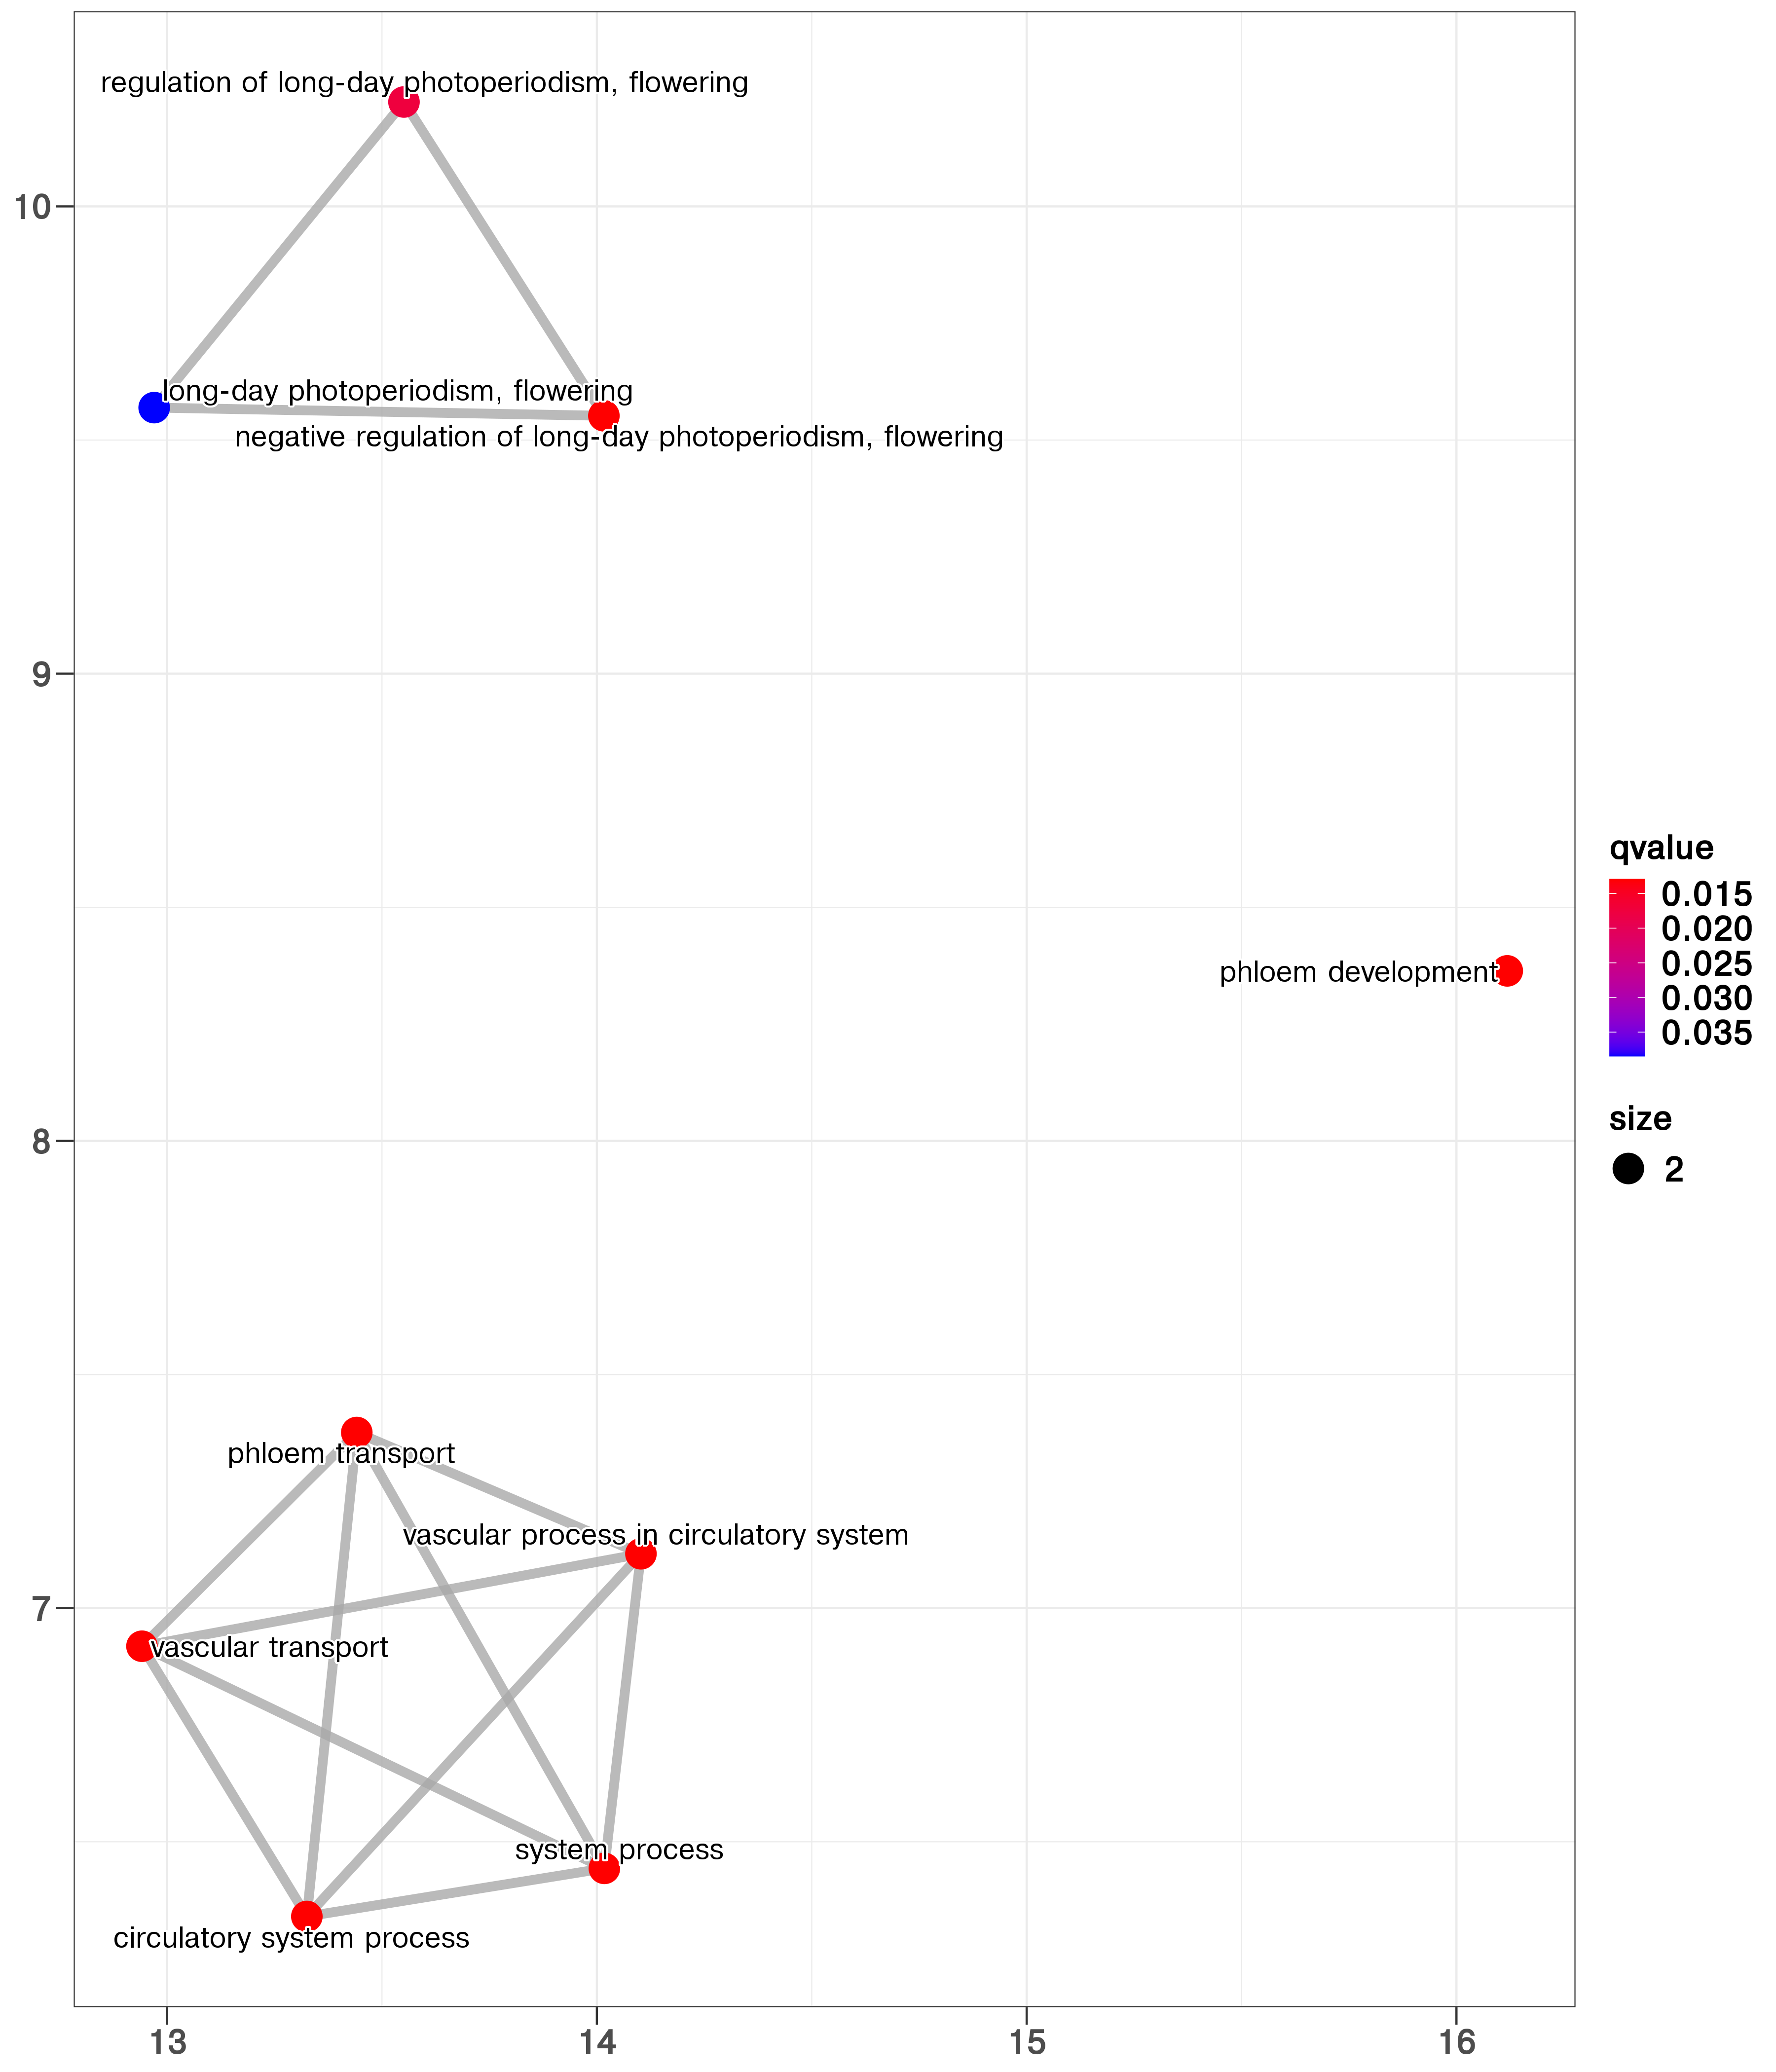 regulation of long-day photoperiodism, flowering
10
long-day photoperiodism, flowering
negative regulation of long-day photoperiodism, flowering
9
phloem development
8
phloem transport
vascular process in circulatory system
7
vascular transport
system process
circulatory system process
13 14 15 16
qvalue
0.015
0.020
0.025
0.030
0.035
size
2